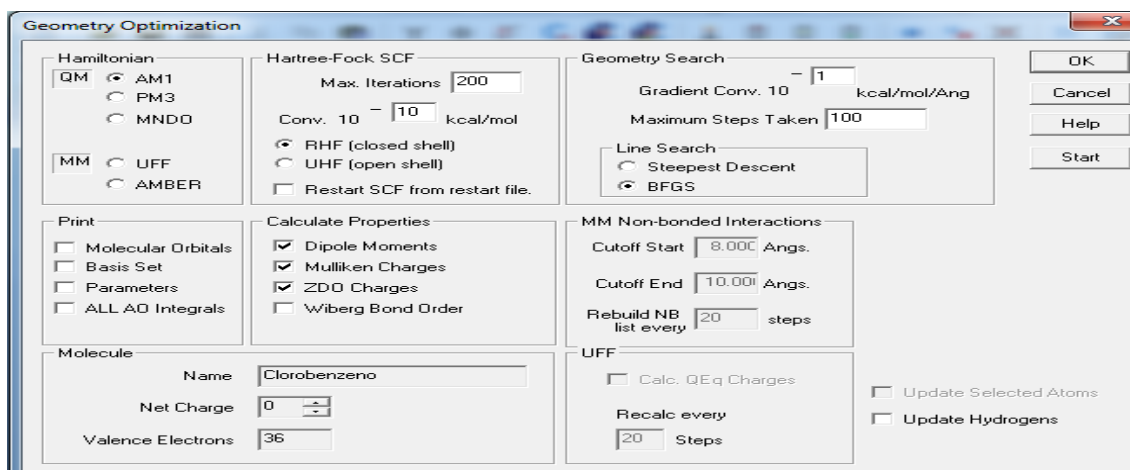 Geometry Optimization
Hamiltonian
QM AM1
PM3
MNDO
MM UFF
AMBER
Hartree-Fock SCF
Max. Iterations 200
Conv. 10 - 10 kcal/mol
RHF (closed shell)
UHF (open shell)
Restart SCF from restart file.
Geometry Search
Gradient Conv. 10 - 1 kcal/mol/Ang
Maximum Steps Taken 100
Line Search
Steepest Descent
BFGS
OK
Cancel
Help
Start
Print
Molecular Orbitals
Basis Set
Parameters
ALL AO Integrals
Calculate Properties
Dipole Moments
Mulliken Charges
ZDO Charges
Wiberg Bond Order
MM Non-bonded Interactions
Cutoff Start 8.000 Angs.
Cutoff End 10.00 Angs.
Rebuild NB
list every 20 steps
Molecule
Name Clorobenzeno
Net Charge 0
Valence Electrons 36
UFF
Calc. QEq Charges
Recalc every
20 Steps
Update Selected Atoms
Update Hydrogens